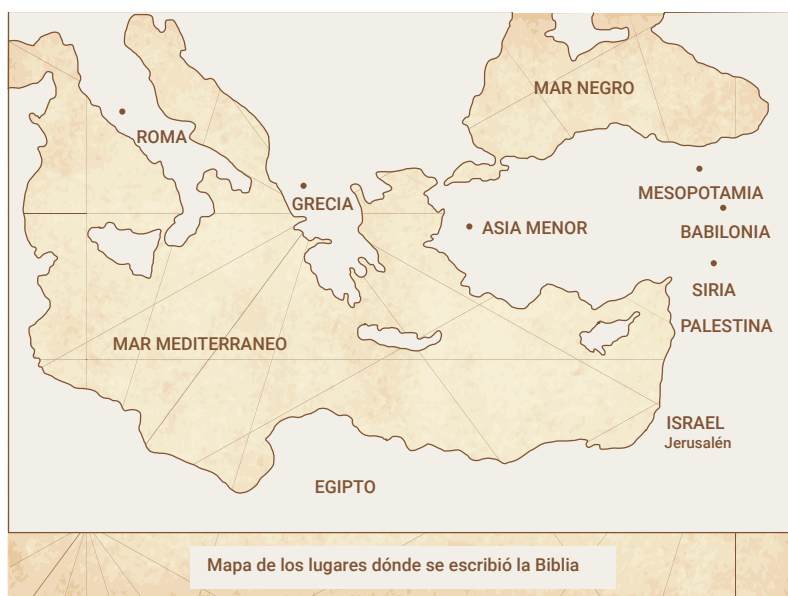 MAR NEGRO
ROMA
MESOPOTAMIA
GRECIA
ASIA MENOR
BABILONIA
SIRIA
PALESTINA
MAR MEDITERRANEO
ISRAEL
Jerusalén
EGIPTO
Mapa de los lugares dónde se escribió la Biblia